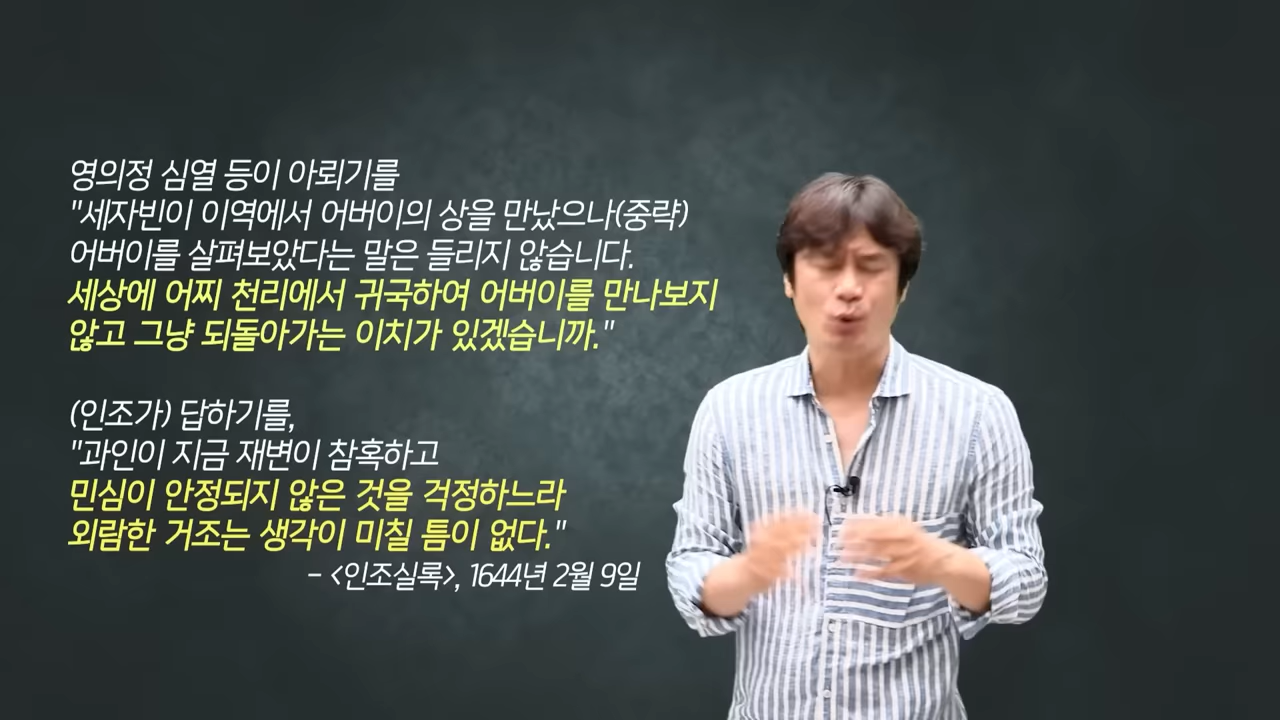 영의정 심열 등이 아뢰기를
"세자빈이 이역에서 어버이의 상을 만났으나(중략)
어버이를 살펴보았다는 말은 들리지 않습니다.
세상에 어찌 천리에서 귀국하여 어버이를 만나보지
않고 그냥 되돌아가는 이치가 있겠습니까."
(인조가) 답하기를,
"과인이 지금 재변이 참혹하고
민심이 안정되지 않은 것을 걱정하느라
외람한 거조는 생각이 미칠 틈이 없다."
- <인조실록>, 1644년 2월 9일